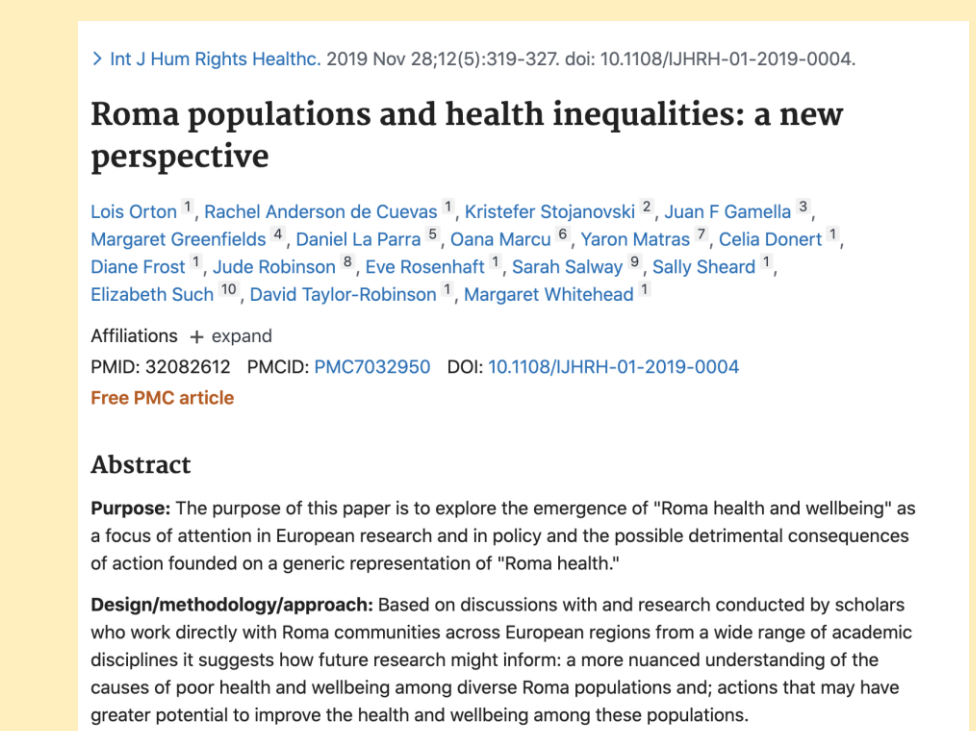 > Int J Hum Rights Healthc. 2019 Nov 28;12(5):319-327. doi: 10.1108/IJHRH-01-2019-0004.
Roma populations and health inequalities: a new
perspective
Lois Orton 1, Rachel Anderson de Cuevas 1, Kristefer Stojanovski 2, Juan F Gamella 3,
Margaret Greenfields 4, Daniel La Parra 5, Oana Marcu 6, Yaron Matras 7, Celia Donert 1,
Diane Frost 1, Jude Robinson 8, Eve Rosenhaft 1, Sarah Salway 9, Sally Sheard 1,
Elizabeth Such 10, David Taylor-Robinson 1, Margaret Whitehead 1
Affiliations + expand
PMID: 32082612 PMCID: PMC7032950 DOI: 10.1108/IJHRH-01-2019-0004
Free PMC article
Abstract
Purpose: The purpose of this paper is to explore the emergence of "Roma health and wellbeing" as
a focus of attention in European research and in policy and the possible detrimental consequences
of action founded on a generic representation of "Roma health."
Design/methodology/approach: Based on discussions with and research conducted by scholars
who work directly with Roma communities across European regions from a wide range of academic
disciplines it suggests how future research might inform: a more nuanced understanding of the
causes of poor health and wellbeing among diverse Roma populations and; actions that may have
greater potential to improve the health and wellbeing among these populations.